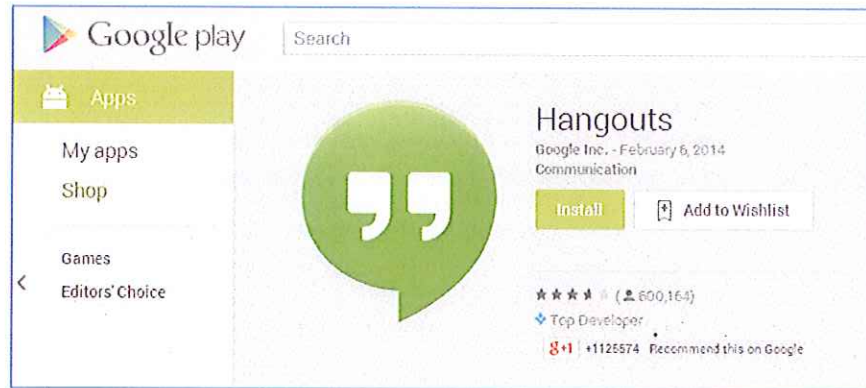 Google play
Search
Apps
My apps
Shop
Games
Editors' Choice
Hangouts
Google Inc. - February 6, 2014
Communication
Install
Add to Wishlist
(600,164)
Top Developer
g+1 +1125574 Recommend this on Google